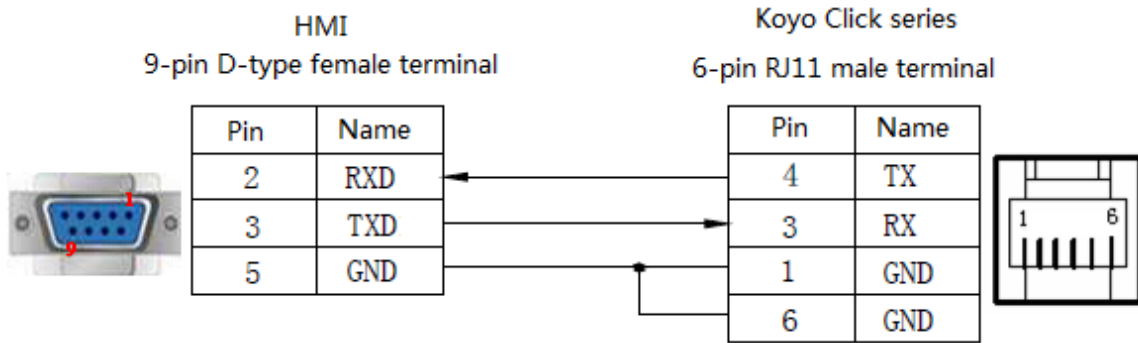 HMI
9-pin D-type female terminal
Koyo Click series
6-pin RJ11 male terminal
Pin Name
2 RXD
3 TXD
5 GND
Pin Name
4 TX
3 RX
1 GND
6 GND
1
9
1 6